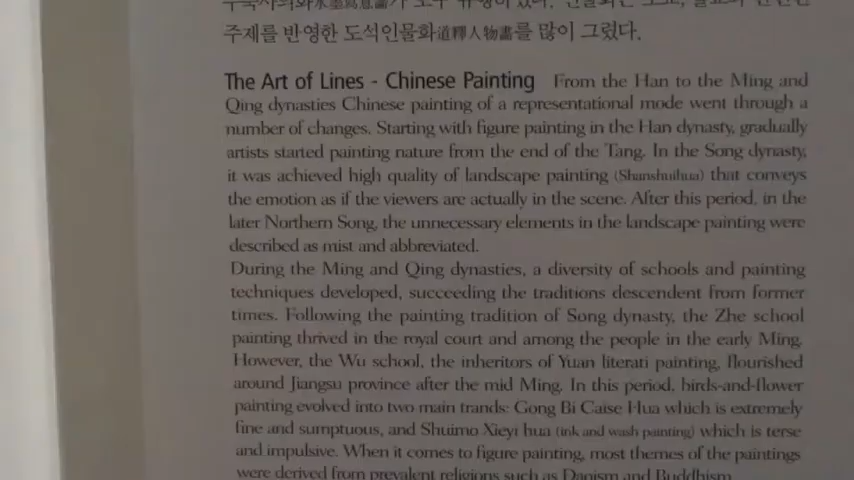 주제를 반영한 도석인물화道釋人物畵를 많이 그렸다.
The Art of Lines - Chinese Painting From the Han to the Ming and
Qing dynasties Chinese painting of a representational mode went through a
number of changes. Starting with figure painting in the Han dynasty, gradually
artists started painting nature from the end of the Tang. In the Song dynasty,
it was achieved high quality of landscape painting (Shanshuihua) that conveys
the emotion as if the viewers are actually in the scene. After this period, in the
later Northern Song, the unnecessary elements in the landscape painting were
described as mist and abbreviated.
During the Ming and Qing dynasties, a diversity of schools and painting
techniques developed, succeeding the traditions descendent from former
times. Following the painting tradition of Song dynasty, the Zhe school
painting thrived in the royal court and among the people in the early Ming.
However, the Wu school, the inheritors of Yuan literati painting, flourished
around Jiangsu province after the mid Ming. In this period, birds-and-flower
painting evolved into two main trands: Gong Bi Caise Hua which is extremely
fine and sumptuous, and Shuimo Xieyi hua (ink and wash painting) which is terse
and impulsive. When it comes to figure painting, most themes of the paintings
were derived from prevalent religions such as Daoism and Buddhism.